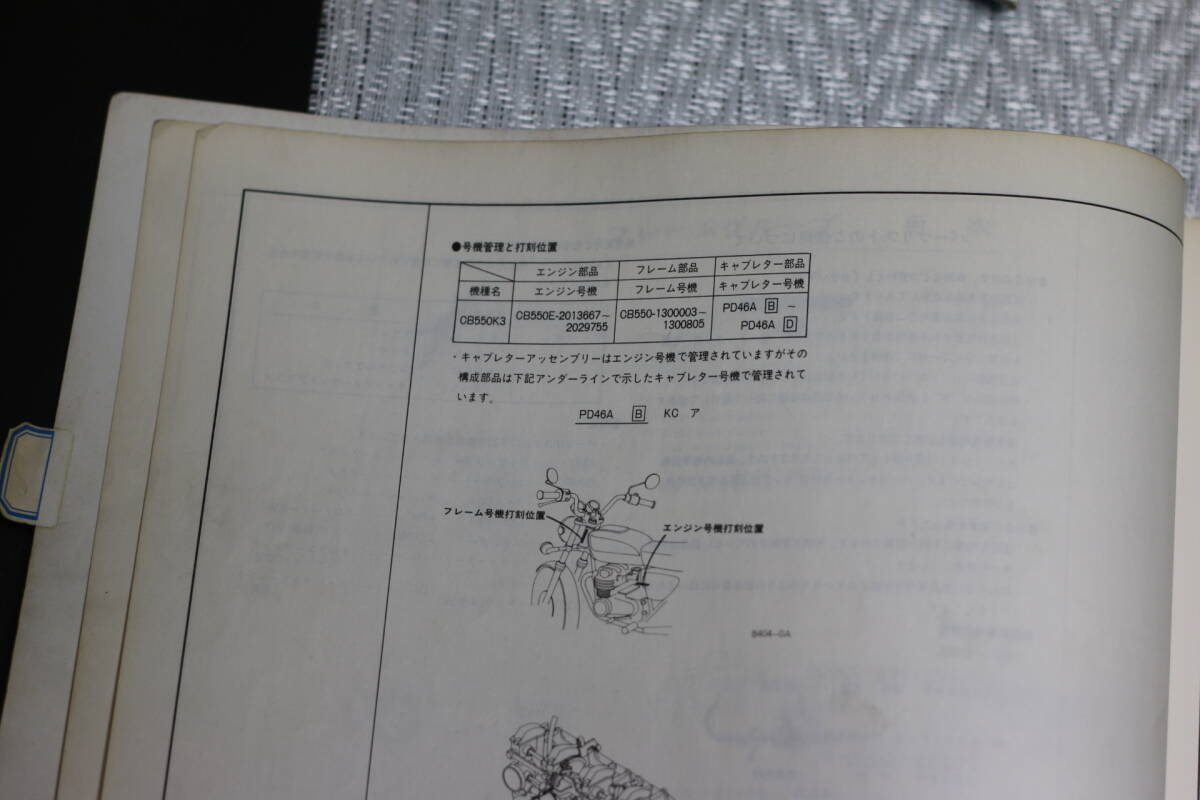 ●号機管理と打刻位置
エンジン部品 フレーム部品 キャブレター部品
機種名 エンジン号機 フレーム号機 キャブレター号機
CB550K3 CB550E-2013667～ CB550-1300003～ PD46A B ～
2029755 1300805 PD46A D
・キャブレターアッセンブリーはエンジン号機で管理されていますがその
構成部品は下記アンダーラインで示したキャブレター号機で管理されて
います。
PD46A B KC ア
フレーム号機打刻位置
エンジン号機打刻位置
8404-0A